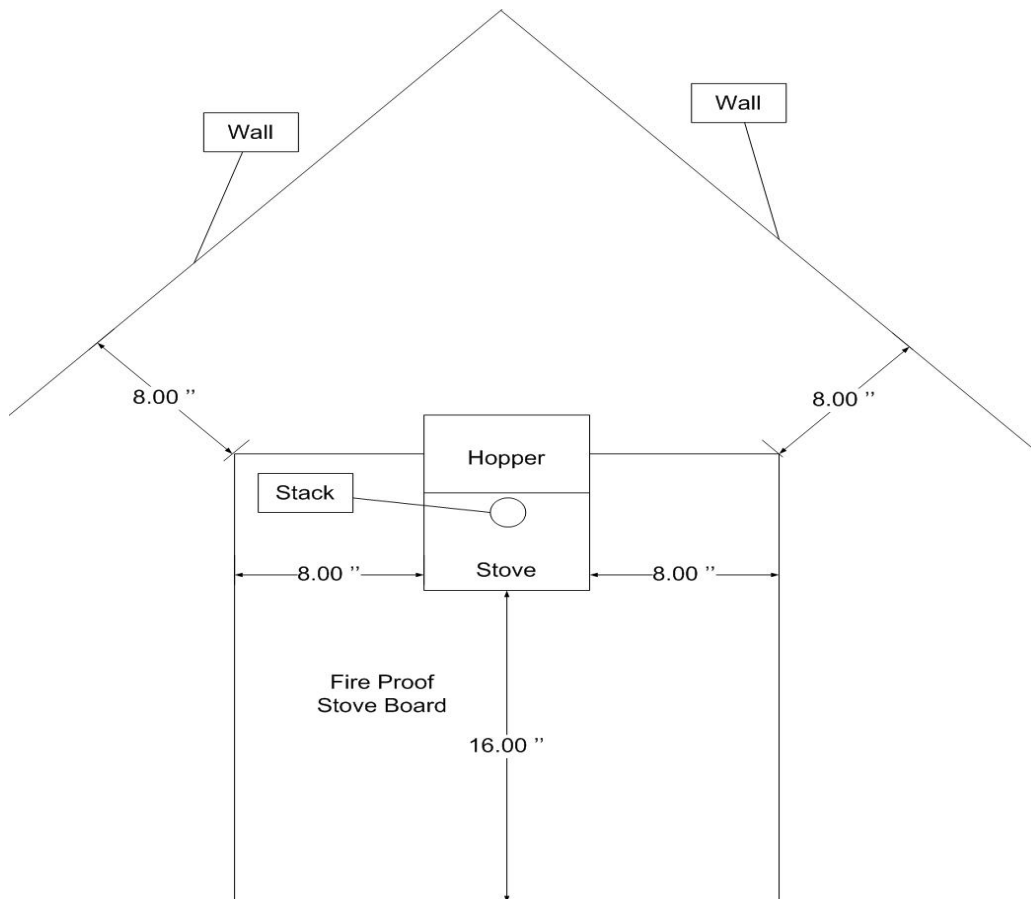 Wall
Wall
8.00 ’’
8.00 ’’
Hopper
Stack
8.00 ’’
Stove
8.00 ’’
Fire Proof
Stove Board
16.00 ’’